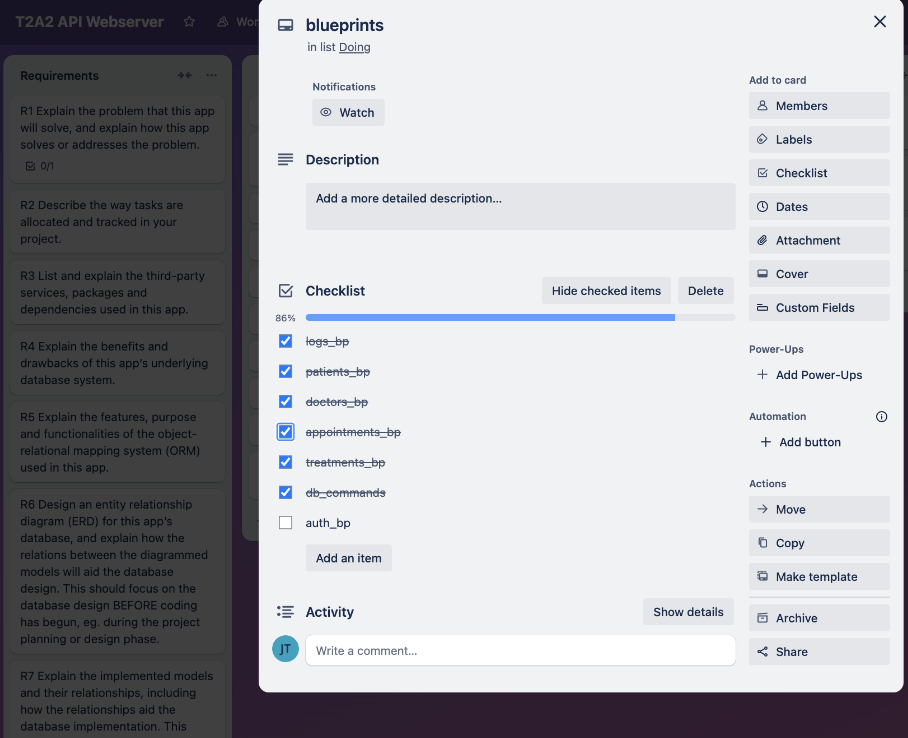 T2A2 API Webserver
Requirements
R1 Explain the problem that this app
will solve, and explain how this app
solves or addresses the problem.
0/1
R2 Describe the way tasks are
allocated and tracked in your
project.
R3 List and explain the third-party
services, packages and
dependencies used in this app.
R4 Explain the benefits and
drawbacks of this app's underlying
database system.
R5 Explain the features, purpose
and functionalities of the object-
relational mapping system (ORM)
used in this app.
R6 Design an entity relationship
diagram (ERD) for this app's
database, and explain how the
relations between the diagrammed
models will aid the database
design. This should focus on the
database design BEFORE coding
has begun, eg. during the project
planning or design phase.
R7 Explain the implemented models
and their relationships, including
how the relationships aid the
database implementation. This
blueprints
in list Doing
Notifications
Watch
Description
Add a more detailed description...
Checklist
Hide checked items
Delete
86%
logs_bp
patients_bp
doctors_bp
appointments_bp
treatments_bp
db_commands
auth_bp
Add an item
Activity
Show details
JT
Write a comment...
Add to card
Members
Labels
Checklist
Dates
Attachment
Cover
Custom Fields
Power-Ups
Add Power-Ups
Automation
Add button
Actions
Move
Copy
Make template
Archive
Share